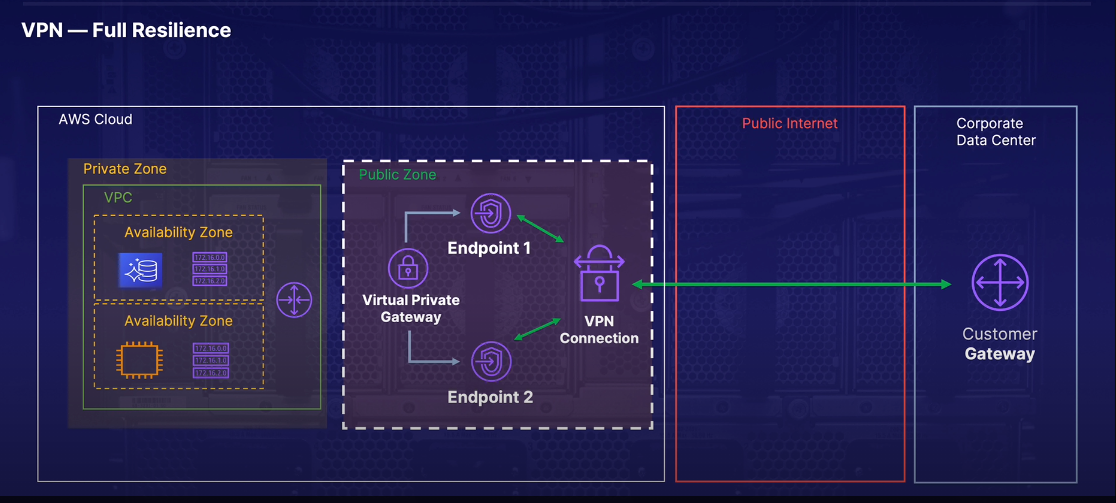 VPN — Full Resilience
AWS Cloud
Private Zone
VPC
Availability Zone
172.16.0.0
172.16.1.0
172.16.2.0
Availability Zone
172.16.0.0
172.16.1.0
172.16.2.0
Public Zone
Endpoint 1
Virtual Private
Gateway
VPN
Connection
Endpoint 2
Public Internet
Corporate
Data Center
Customer
Gateway